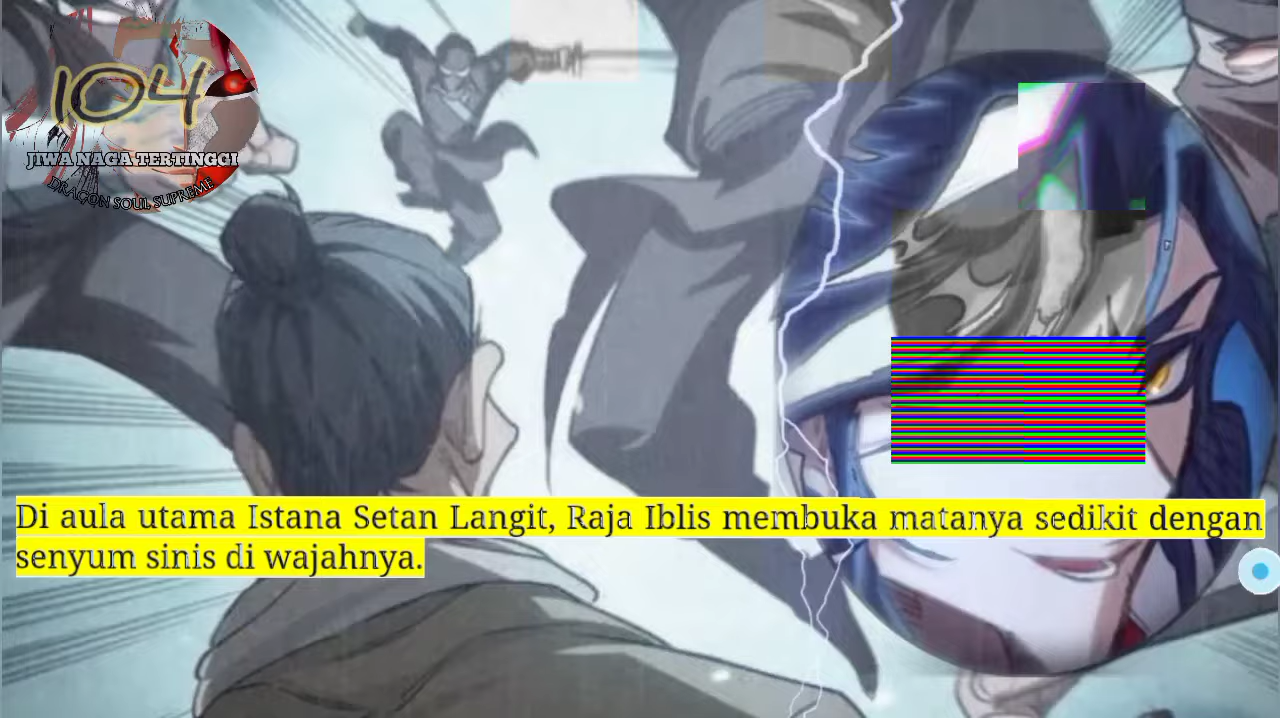 104
JIWA NAGA TERTINGGI
DRAGON SOUL SUPREME
Di aula utama Istana Setan Langit, Raja Iblis membuka matanya sedikit dengan
senyum sinis di wajahnya.